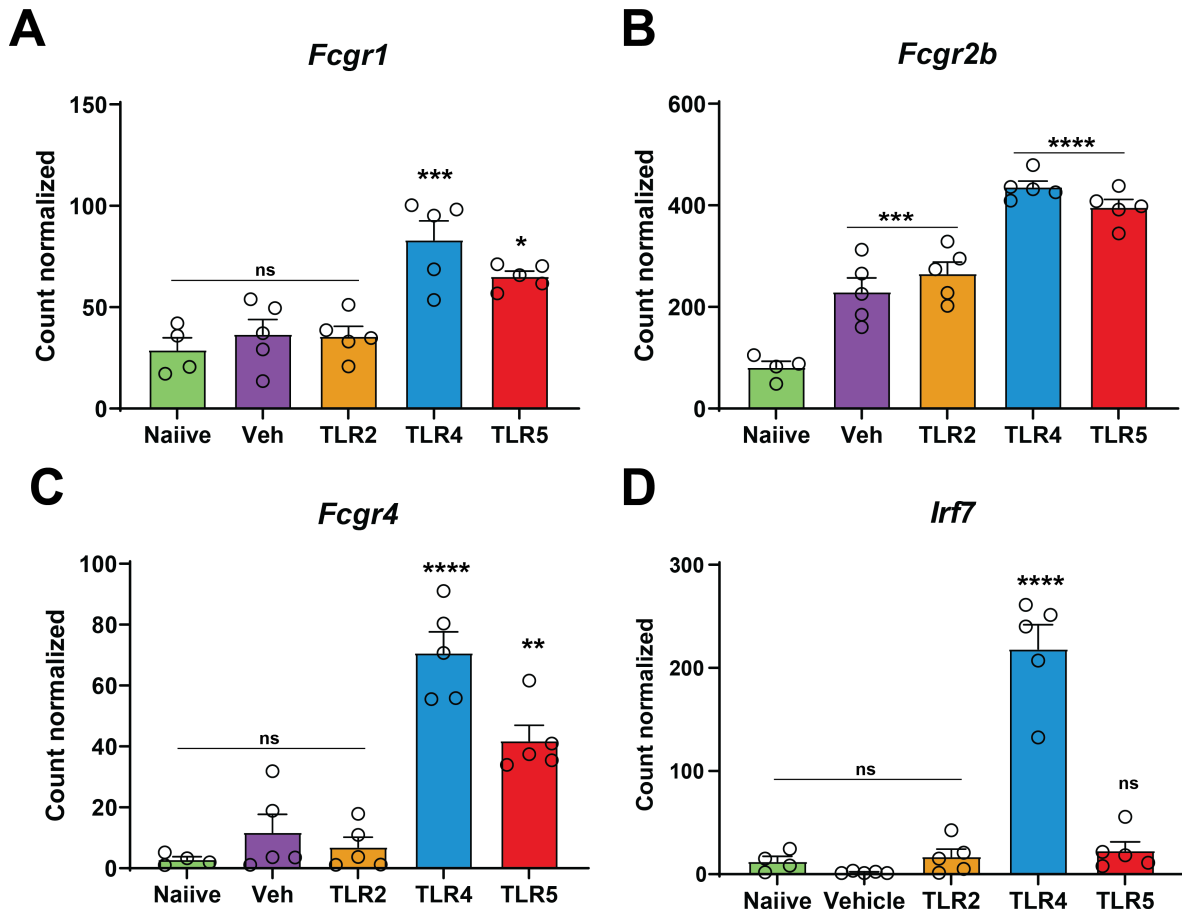 A
Fcgr1
Count normalized
150
100
50
0
ns
***
*
Naiive Veh TLR2 TLR4 TLR5
B
Fcgr2b
Count normalized
600
400
200
0
***
****
Naiive Veh TLR2 TLR4 TLR5
C
Fcgr4
Count normalized
100
80
60
40
20
0
ns
****
**
Naiive Veh TLR2 TLR4 TLR5
D
Irf7
Count normalized
300
200
100
0
ns
****
ns
Naiive Vehicle TLR2 TLR4 TLR5